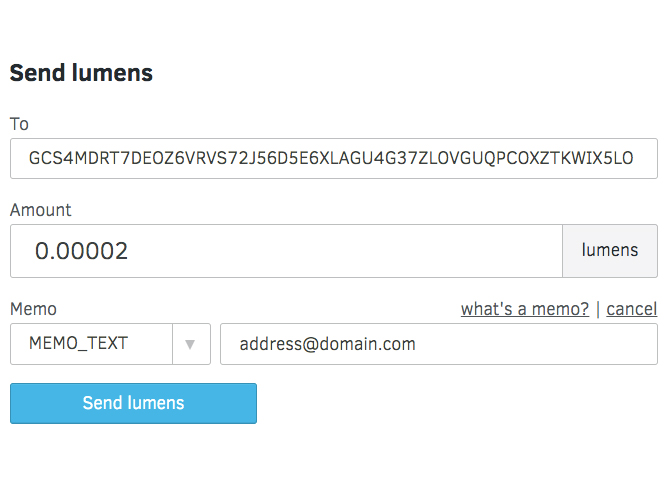 Send lumens
To
GCS4MDRT7DEOZ6VRVS72J56D5E6XLAGU4G37ZLOVGUQPCOXZTKWIX5LO
Amount
0.00002 lumens
Memo what's a memo? | cancel
MEMO_TEXT address@domain.com
Send lumens